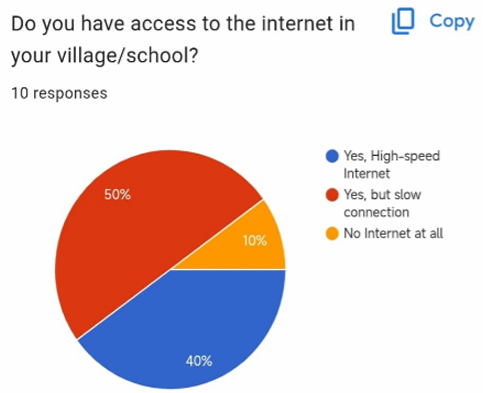 Do you have access to the internet in
your village/school?
Copy
10 responses
Yes, High-speed
Internet
Yes, but slow
connection
No Internet at all
50%
10%
40%